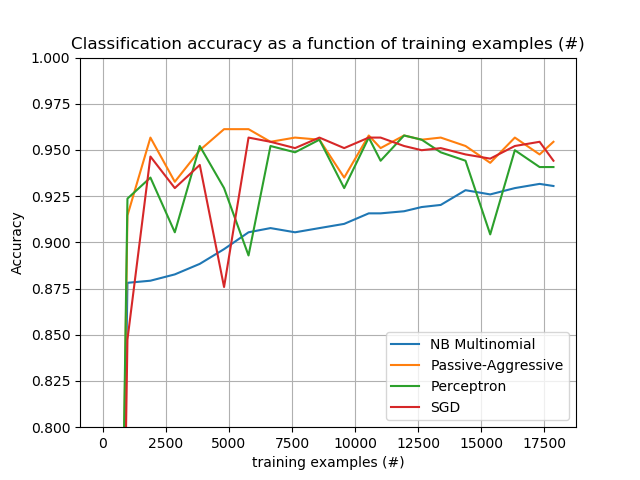 Classification accuracy as a function of training examples (#)
1.000
0.975
0.950
0.925
0.900
0.875
0.850
0.825
0.800
Accuracy
NB Multinomial
Passive-Aggressive
Perceptron
SGD
0 2500 5000 7500 10000 12500 15000 17500
training examples (#)